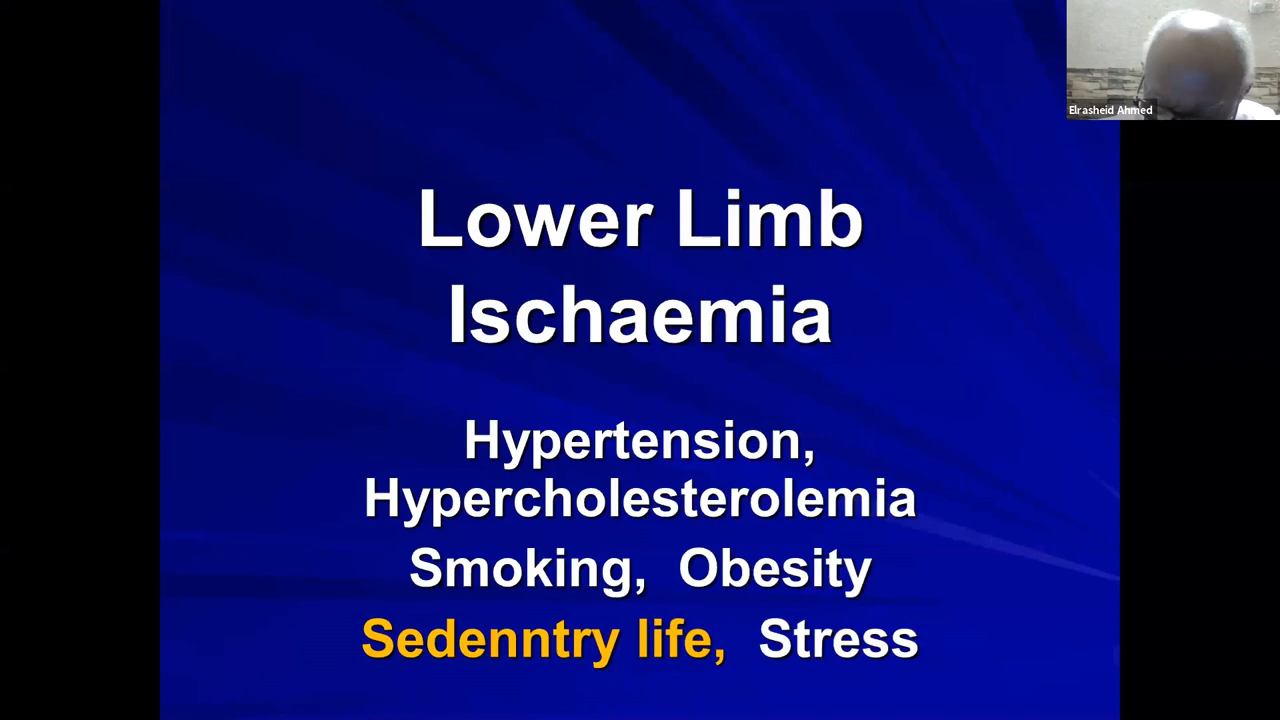 Elrasheid Ahmed
Lower Limb
Ischaemia
Hypertension,
Hypercholesterolemia
Smoking, Obesity
Sedenntry life, Stress